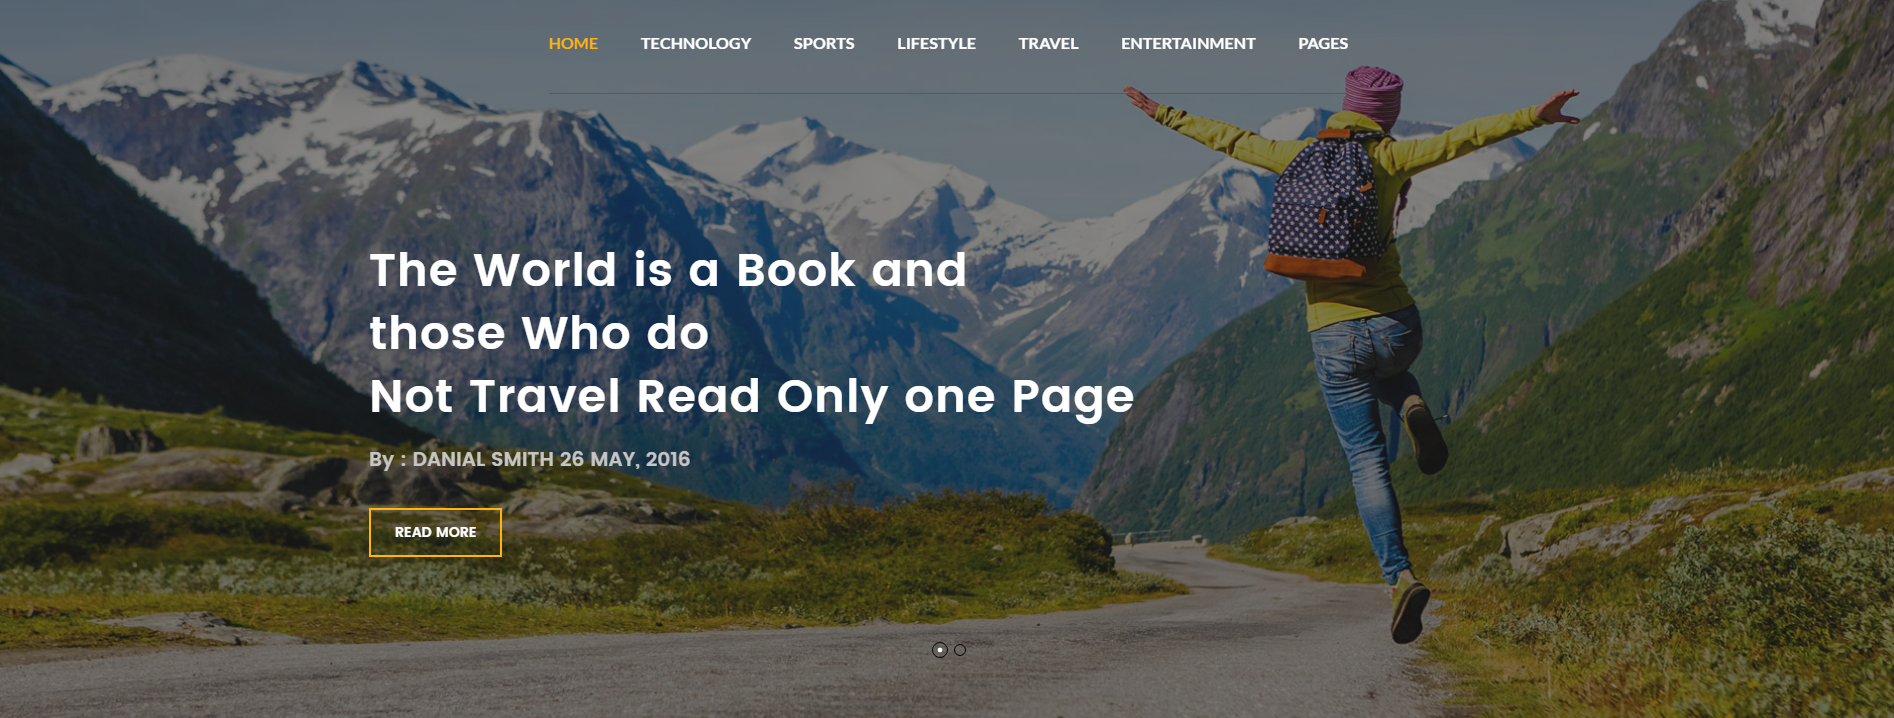 HOME TECHNOLOGY SPORTS LIFESTYLE TRAVEL ENTERTAINMENT PAGES
The World is a Book and
those Who do
Not Travel Read Only one Page
By : DANIAL SMITH 26 MAY, 2016
READ MORE